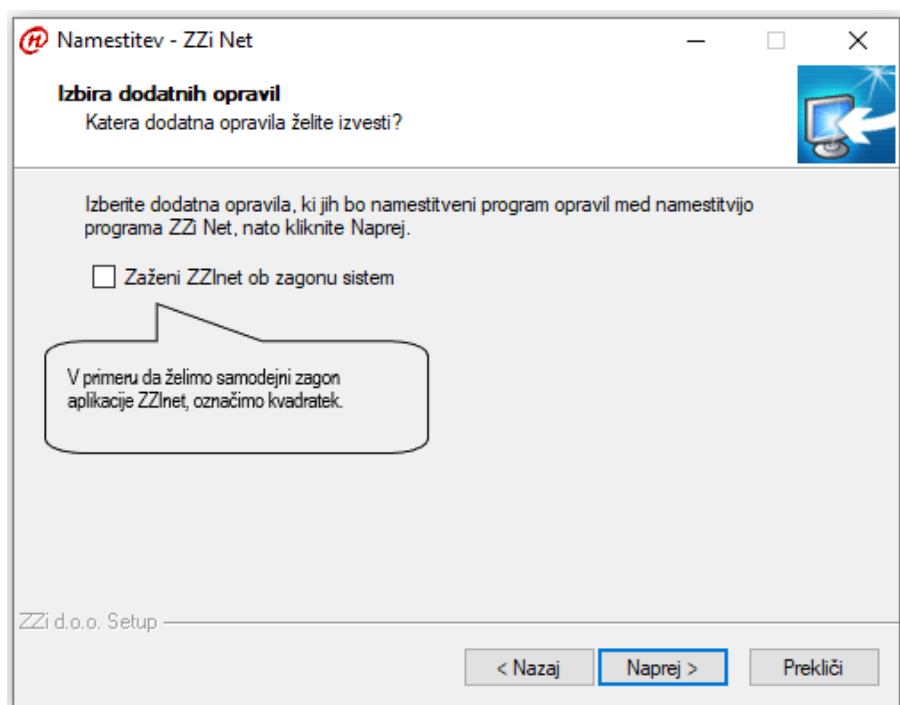 Namestitev - ZZi Net
Izbira dodatnih opravil
Katera dodatna opravila želite izvesti?
Izberite dodatna opravila, ki jih bo namestitveni program opravil med namestitvijo
programa ZZi Net, nato kliknite Naprej.
Zaženi ZZInet ob zagonu sistem
V primeru da želimo samodejni zagon
aplikacije ZZInet, označimo kvadratek.
ZZi d.o.o. Setup
< Nazaj
Naprej >
Prekliči